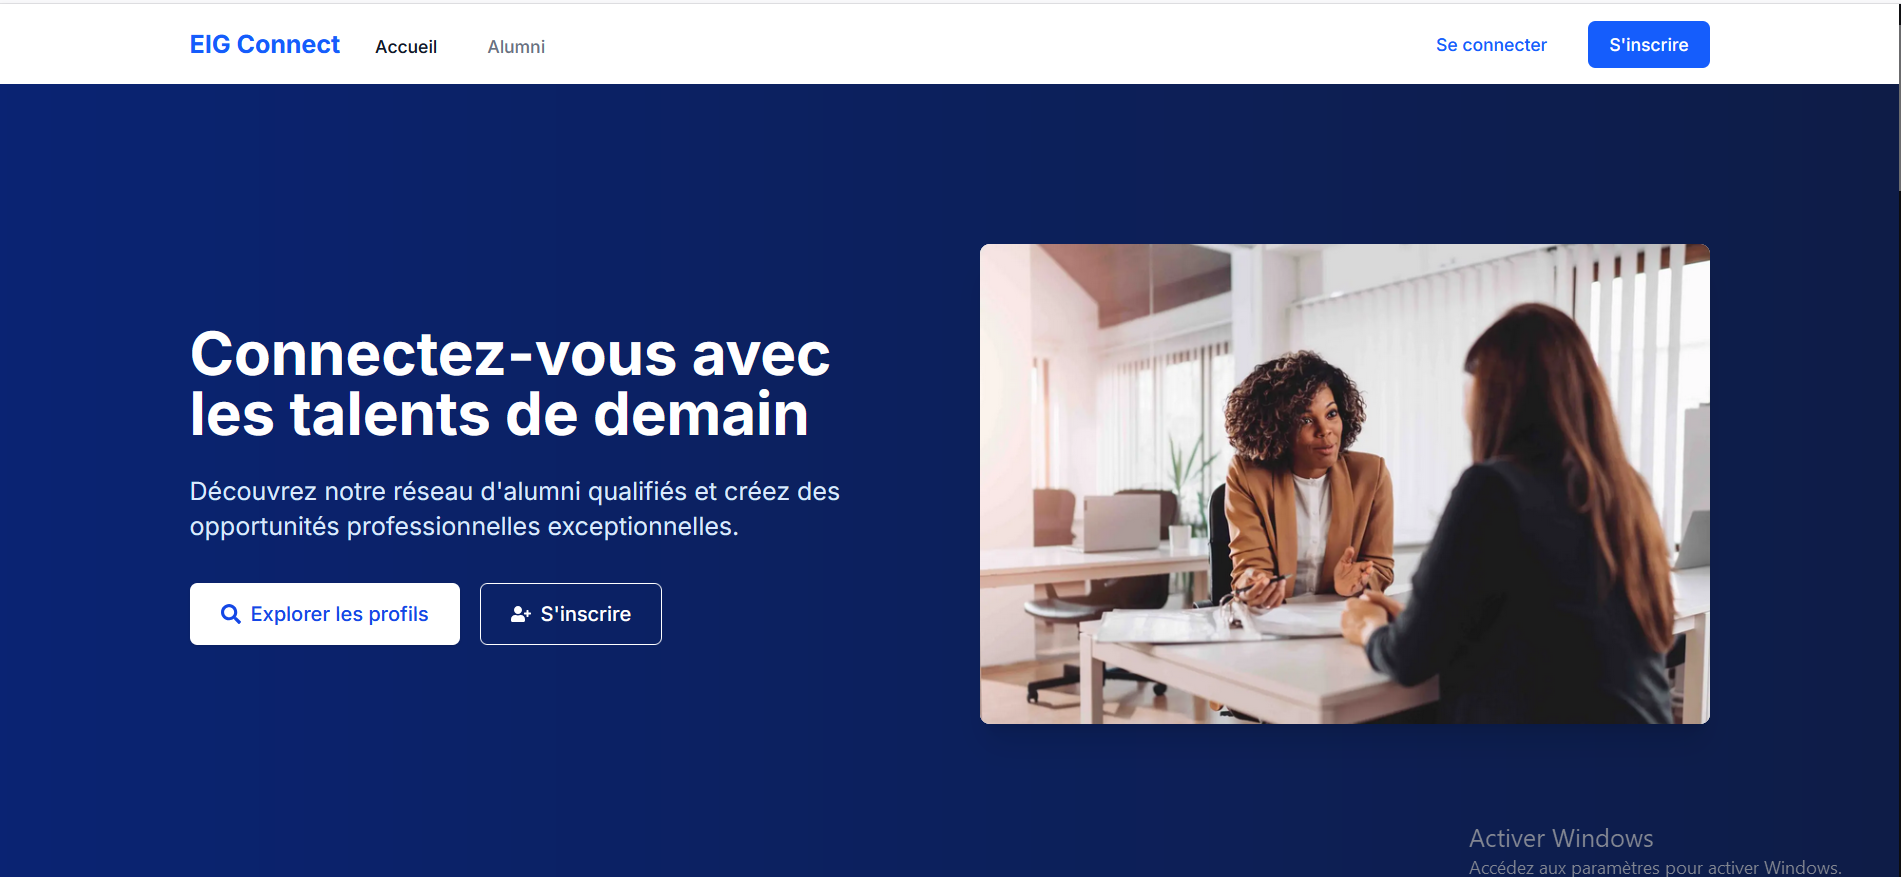 EIG Connect
Accueil
Alumni
Se connecter
S'inscrire
Connectez-vous avec
les talents de demain
Découvrez notre réseau d'alumni qualifiés et créez des
opportunités professionnelles exceptionnelles.
Explorer les profils
S'inscrire
Activer Windows
Accédez aux paramètres pour activer Windows.